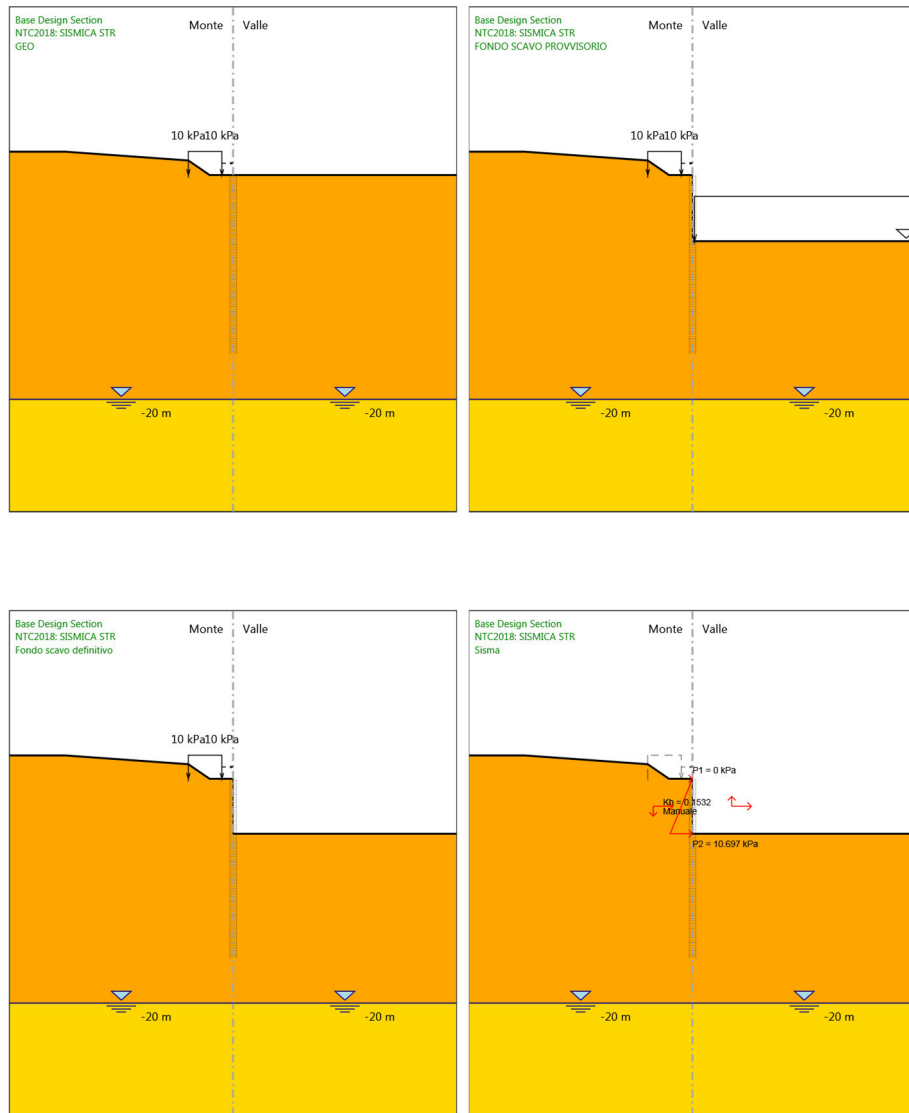 Base Design Section
NTC2018: SISMICA STR
GEO
Monte
Valle
10 kPa10 kPa
-20 m
-20 m
Base Design Section
NTC2018: SISMICA STR
FONDO SCAVO PROVVISORIO
Monte
Valle
10 kPa10 kPa
-20 m
-20 m
Base Design Section
NTC2018: SISMICA STR
Fondo scavo definitivo
Monte
Valle
10 kPa10 kPa
-20 m
-20 m
Base Design Section
NTC2018: SISMICA STR
Sisma
Monte
Valle
P1 = 0 kPa
Kh = 0.1532
Manuale
P2 = 10.697 kPa
-20 m
-20 m